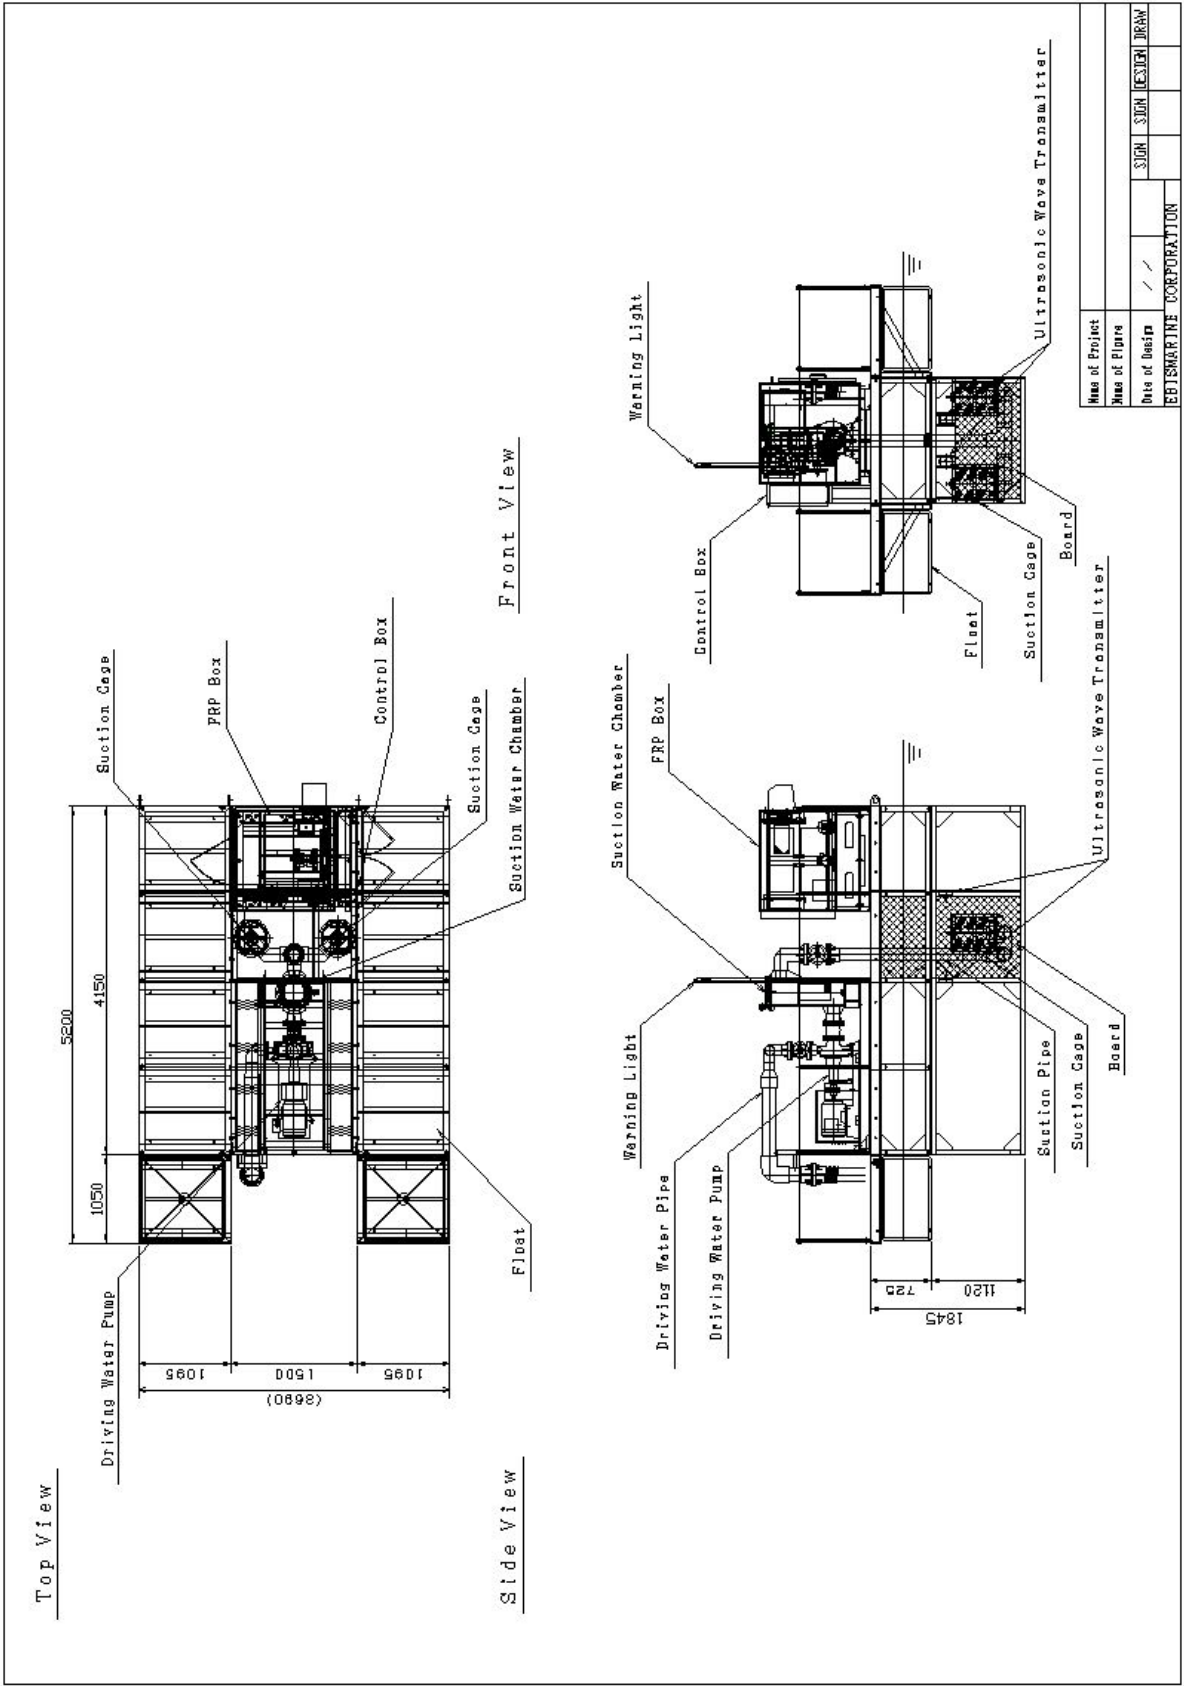 Top View
Suction Cage
FRP Box
Control Box
Suction Cage
Suction Water Chamber
Driving Water Pump
Float
5200
4150
1050
1095
1500
1095
(8690)
Front View
Warning Light
Control Box
Float
Suction Cage
Board
Ultrasonic Wave Transmitter
Side View
Suction Water Chamber
FRP Box
Warning Light
Driving Water Pipe
Driving Water Pump
Ultrasonic Wave Transmitter
Suction Pipe
Suction Cage
Board
725
1120
1845
Name of Project
Name of Figure
Date of Design / /
SIGN SIGN DESIGN DRAW
EBISMARINE CORPORATION